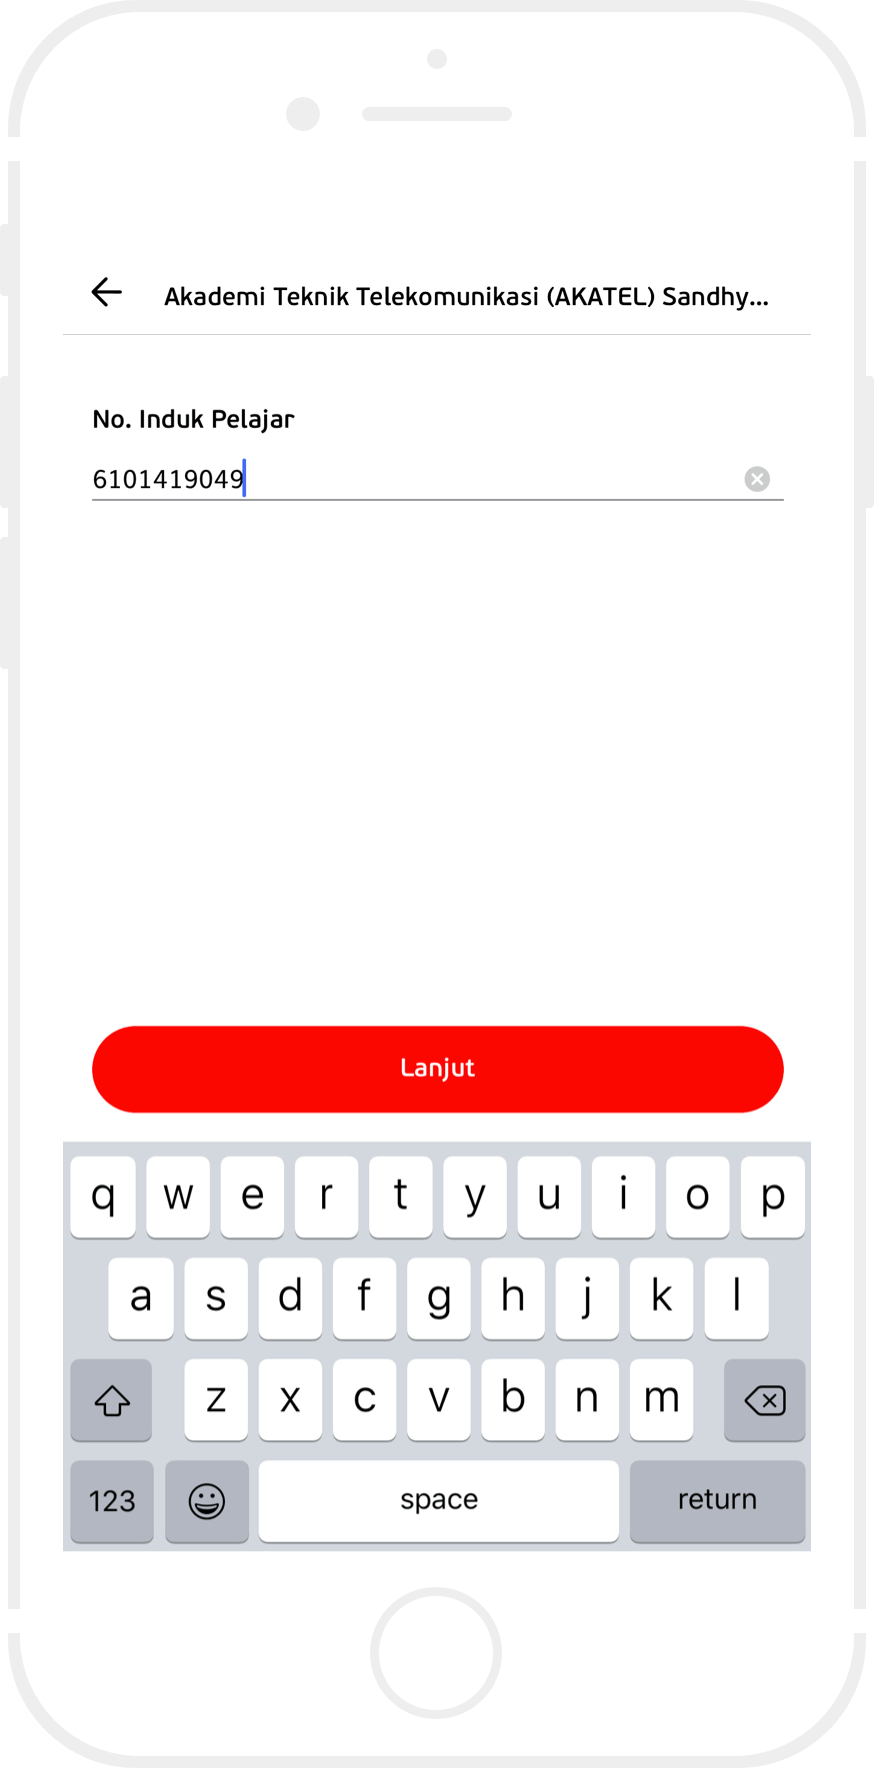 Akademi Teknik Telekomunikasi (AKATEL) Sandhy...
No. Induk Pelajar
6101419049
Lanjut
q w e r t y u i o p
a s d f g h j k l
z x c v b n m
123 space return